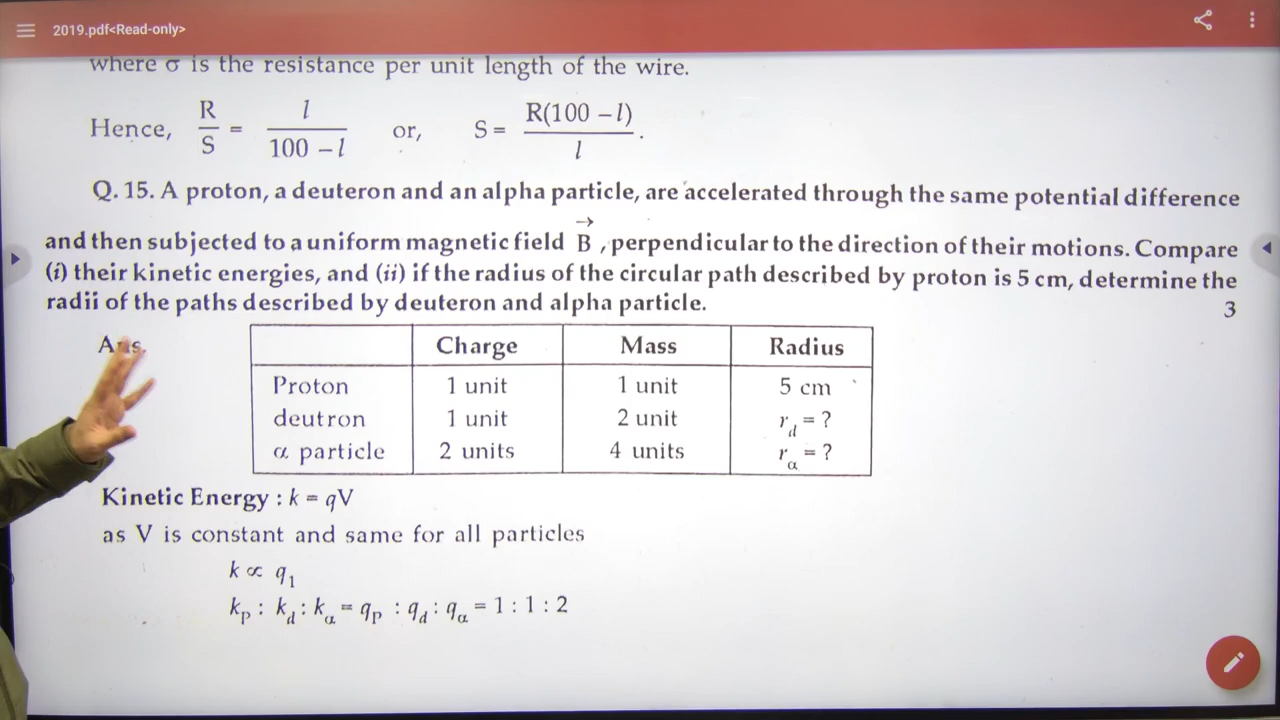 2019.pdf<Read-only>
where σ is the resistance per unit length of the wire.
Hence, R/S = l/(100 – l) or, S = R(100 – l)/l .
Q. 15. A proton, a deuteron and an alpha particle, are accelerated through the same potential difference
and then subjected to a uniform magnetic field B⃗ , perpendicular to the direction of their motions. Compare
(i) their kinetic energies, and (ii) if the radius of the circular path described by proton is 5 cm, determine the
radii of the paths described by deuteron and alpha particle. 3
Ans.
Charge Mass Radius
Proton 1 unit 1 unit 5 cm
deutron 1 unit 2 unit r_d = ?
α particle 2 units 4 units r_α = ?
Kinetic Energy : k = qV
as V is constant and same for all particles
k ∝ q₁
k_p : k_d : k_α = q_p : q_d : q_α = 1 : 1 : 2